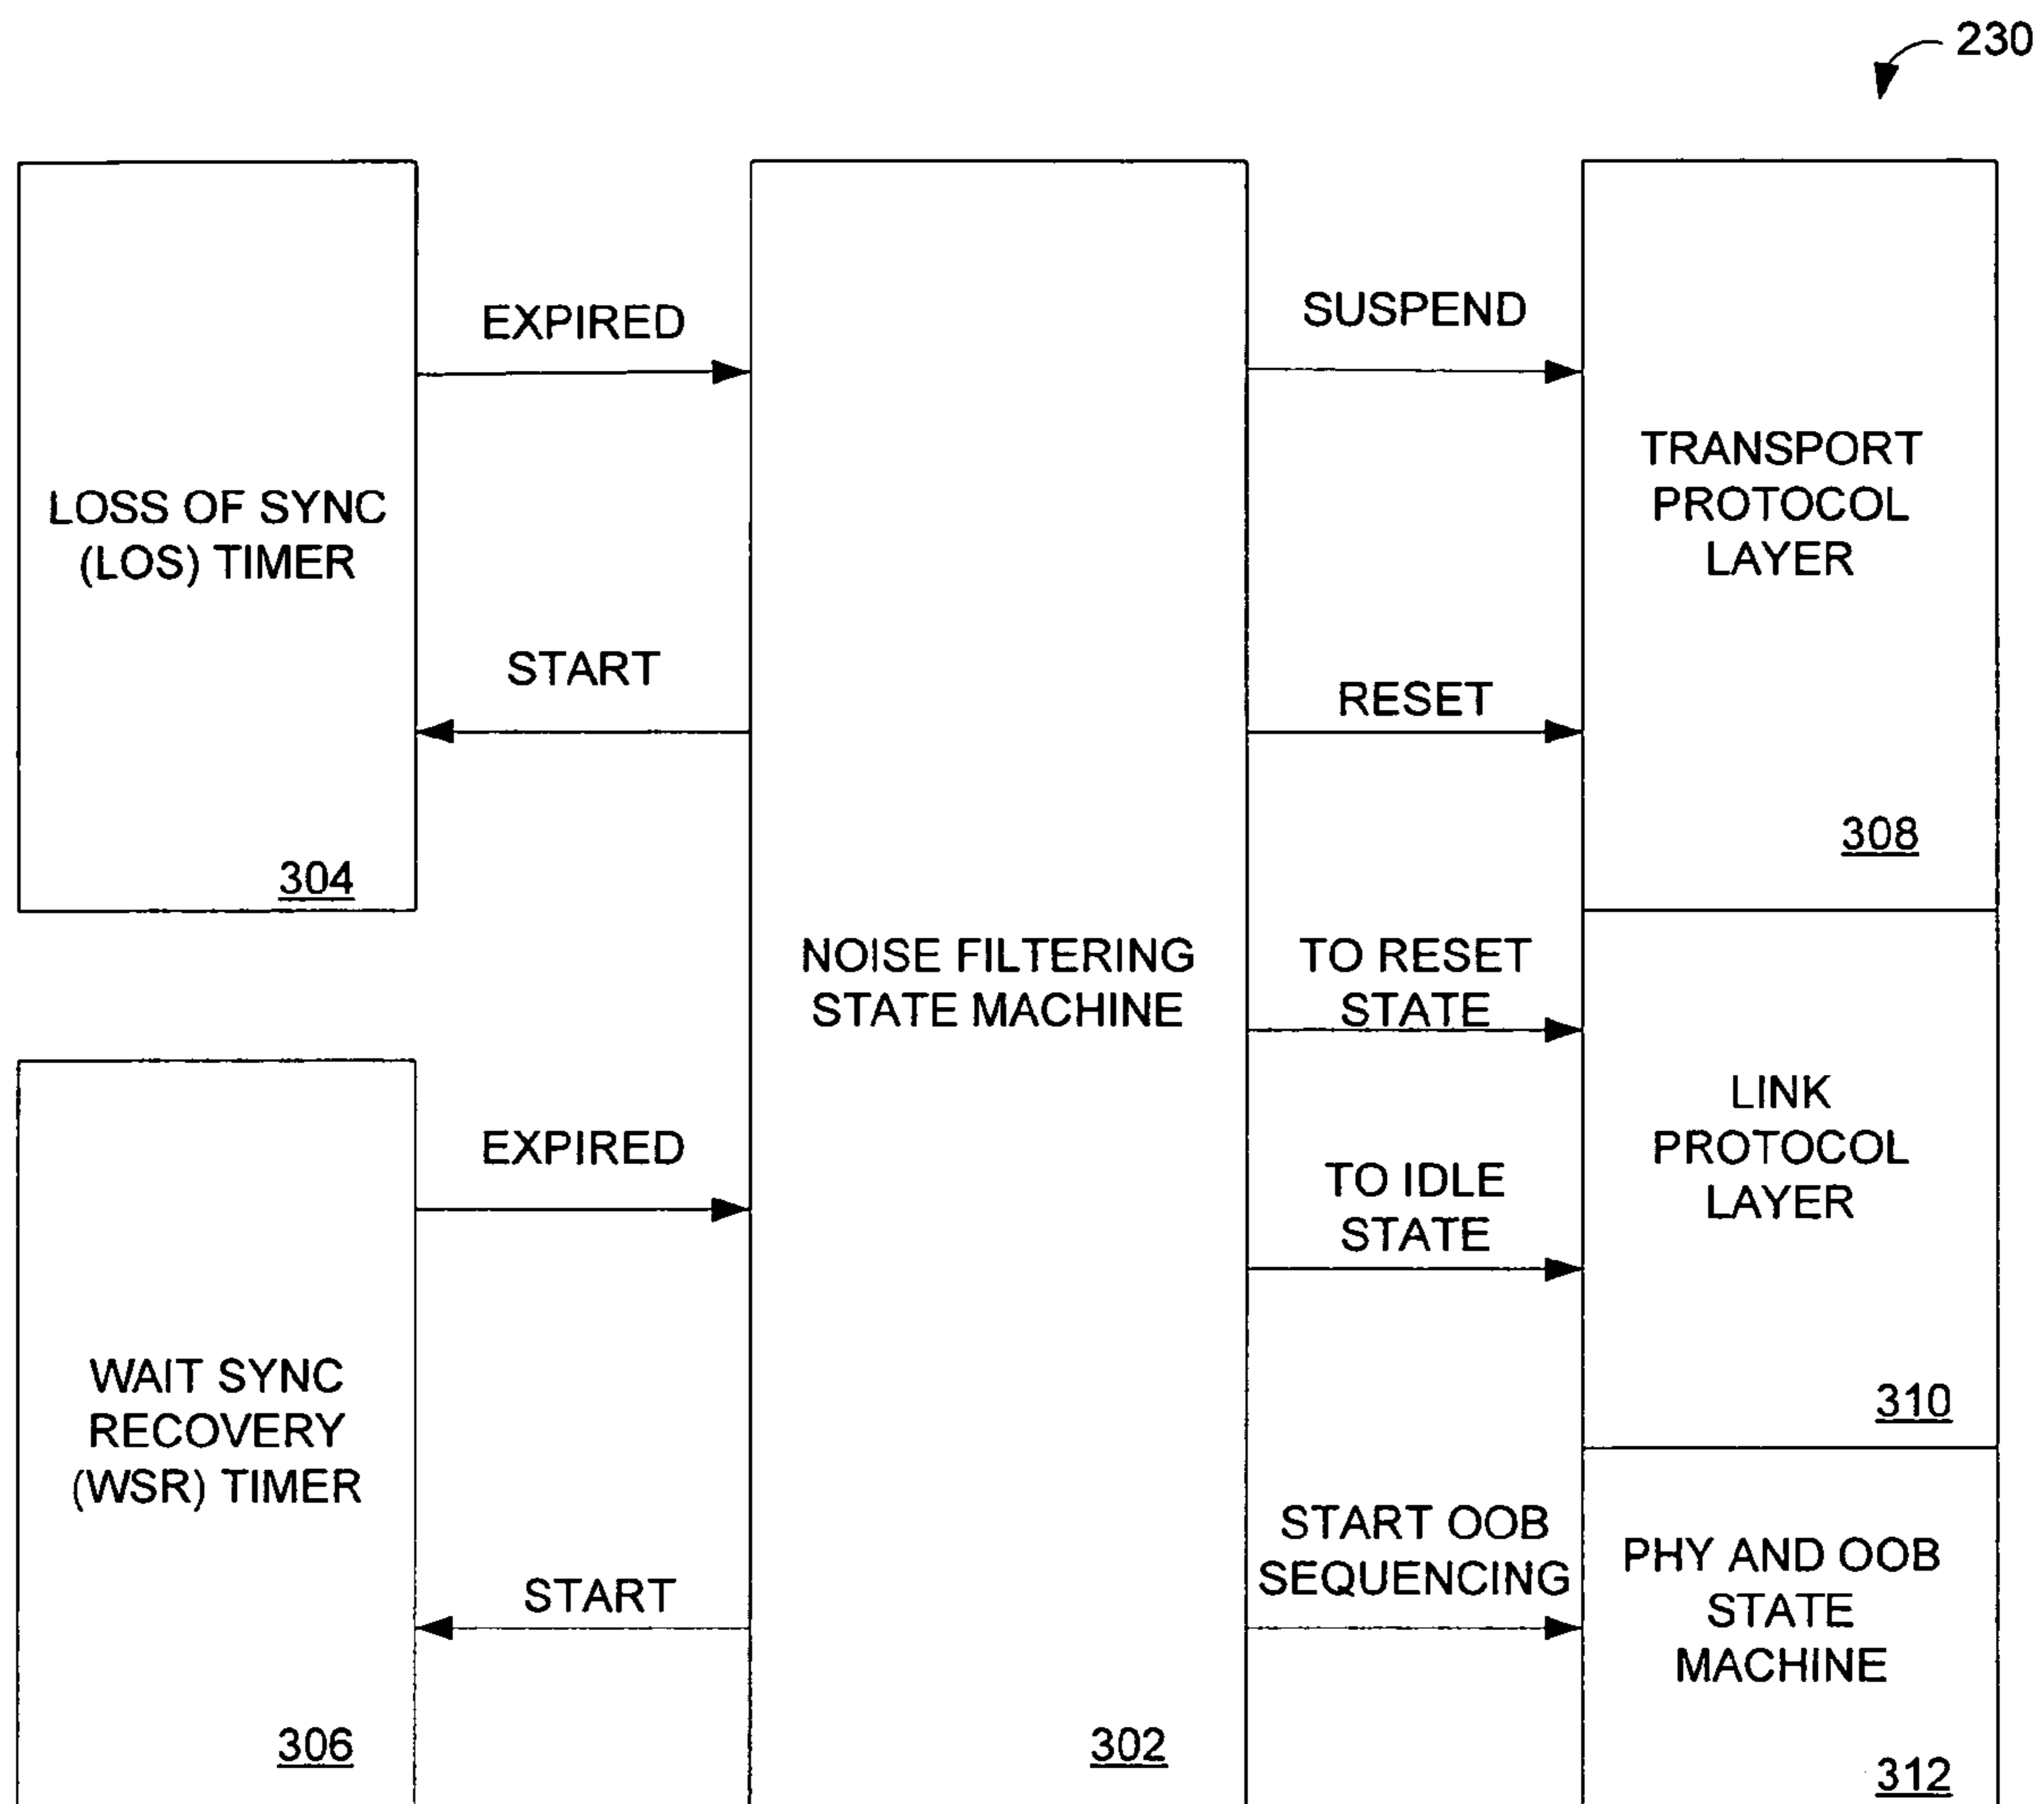 230
EXPIRED
SUSPEND
LOSS OF SYNC
(LOS) TIMER
START
304
TRANSPORT
PROTOCOL
LAYER
RESET
308
NOISE FILTERING
STATE MACHINE
302
TO RESET
STATE
TO IDLE
STATE
LINK
PROTOCOL
LAYER
310
EXPIRED
WAIT SYNC
RECOVERY
(WSR) TIMER
START
306
START OOB
SEQUENCING
PHY AND OOB
STATE
MACHINE
312